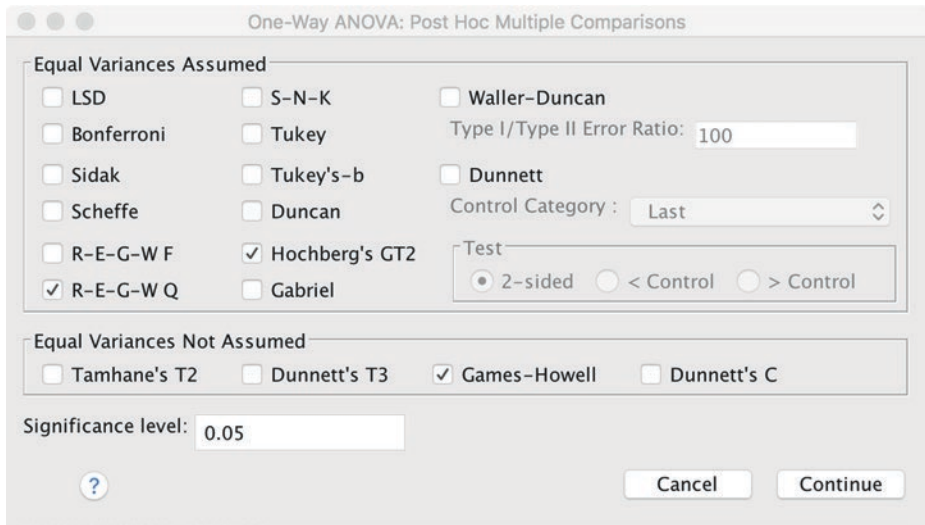 One-Way ANOVA: Post Hoc Multiple Comparisons
Equal Variances Assumed
LSD S-N-K Waller-Duncan
Bonferroni Tukey Type I/Type II Error Ratio: 100
Sidak Tukey's-b Dunnett
Scheffe Duncan Control Category : Last
R-E-G-W F Hochberg's GT2 Test
R-E-G-W Q Gabriel 2-sided < Control > Control
Equal Variances Not Assumed
Tamhane's T2 Dunnett's T3 Games-Howell Dunnett's C
Significance level: 0.05
? Cancel Continue